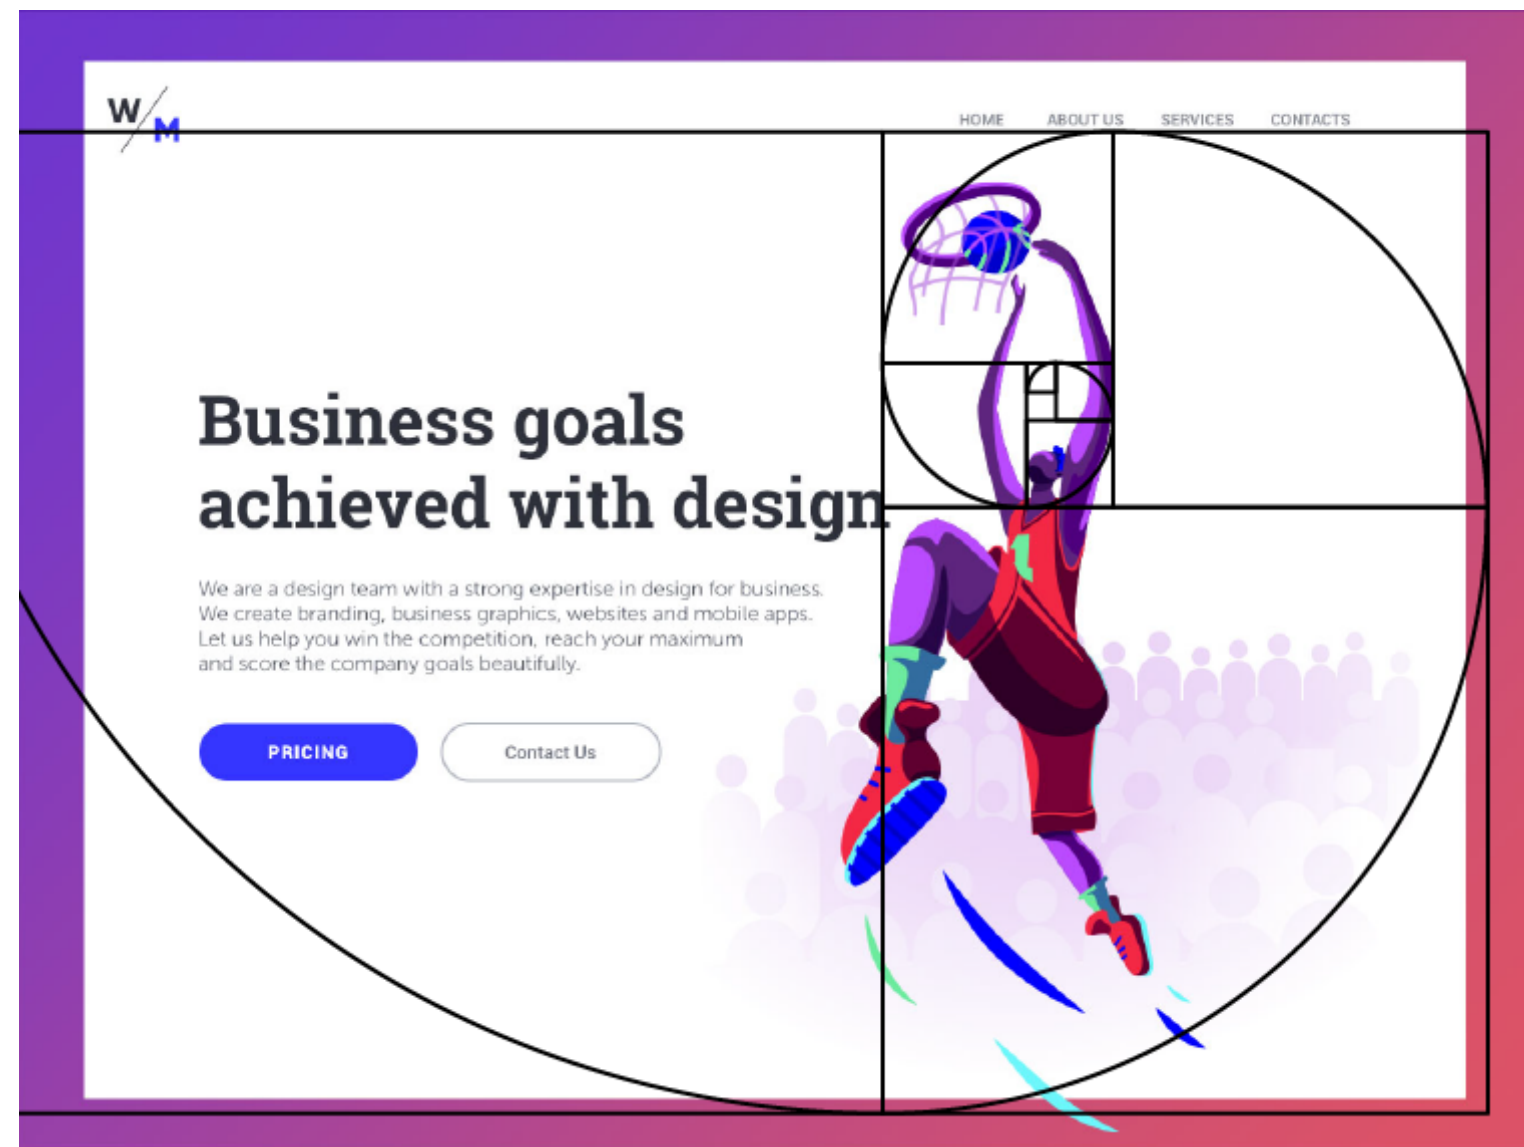 W
M
HOME ABOUT US SERVICES CONTACTS
Business goals
achieved with design
We are a design team with a strong expertise in design for business.
We create branding, business graphics, websites and mobile apps.
Let us help you win the competition, reach your maximum
and score the company goals beautifully.
PRICING Contact Us